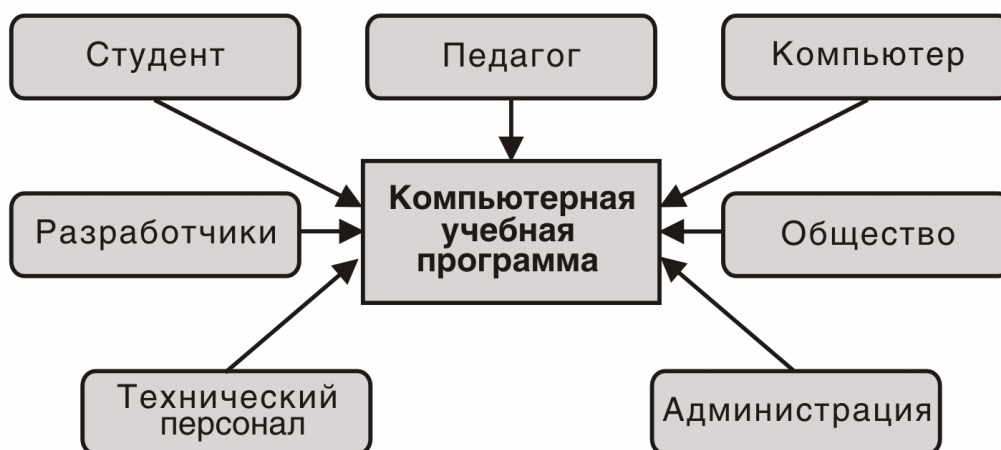 Студент
Педагог
Компьютер
Компьютерная
учебная
программа
Разработчики
Общество
Технический
персонал
Администрация